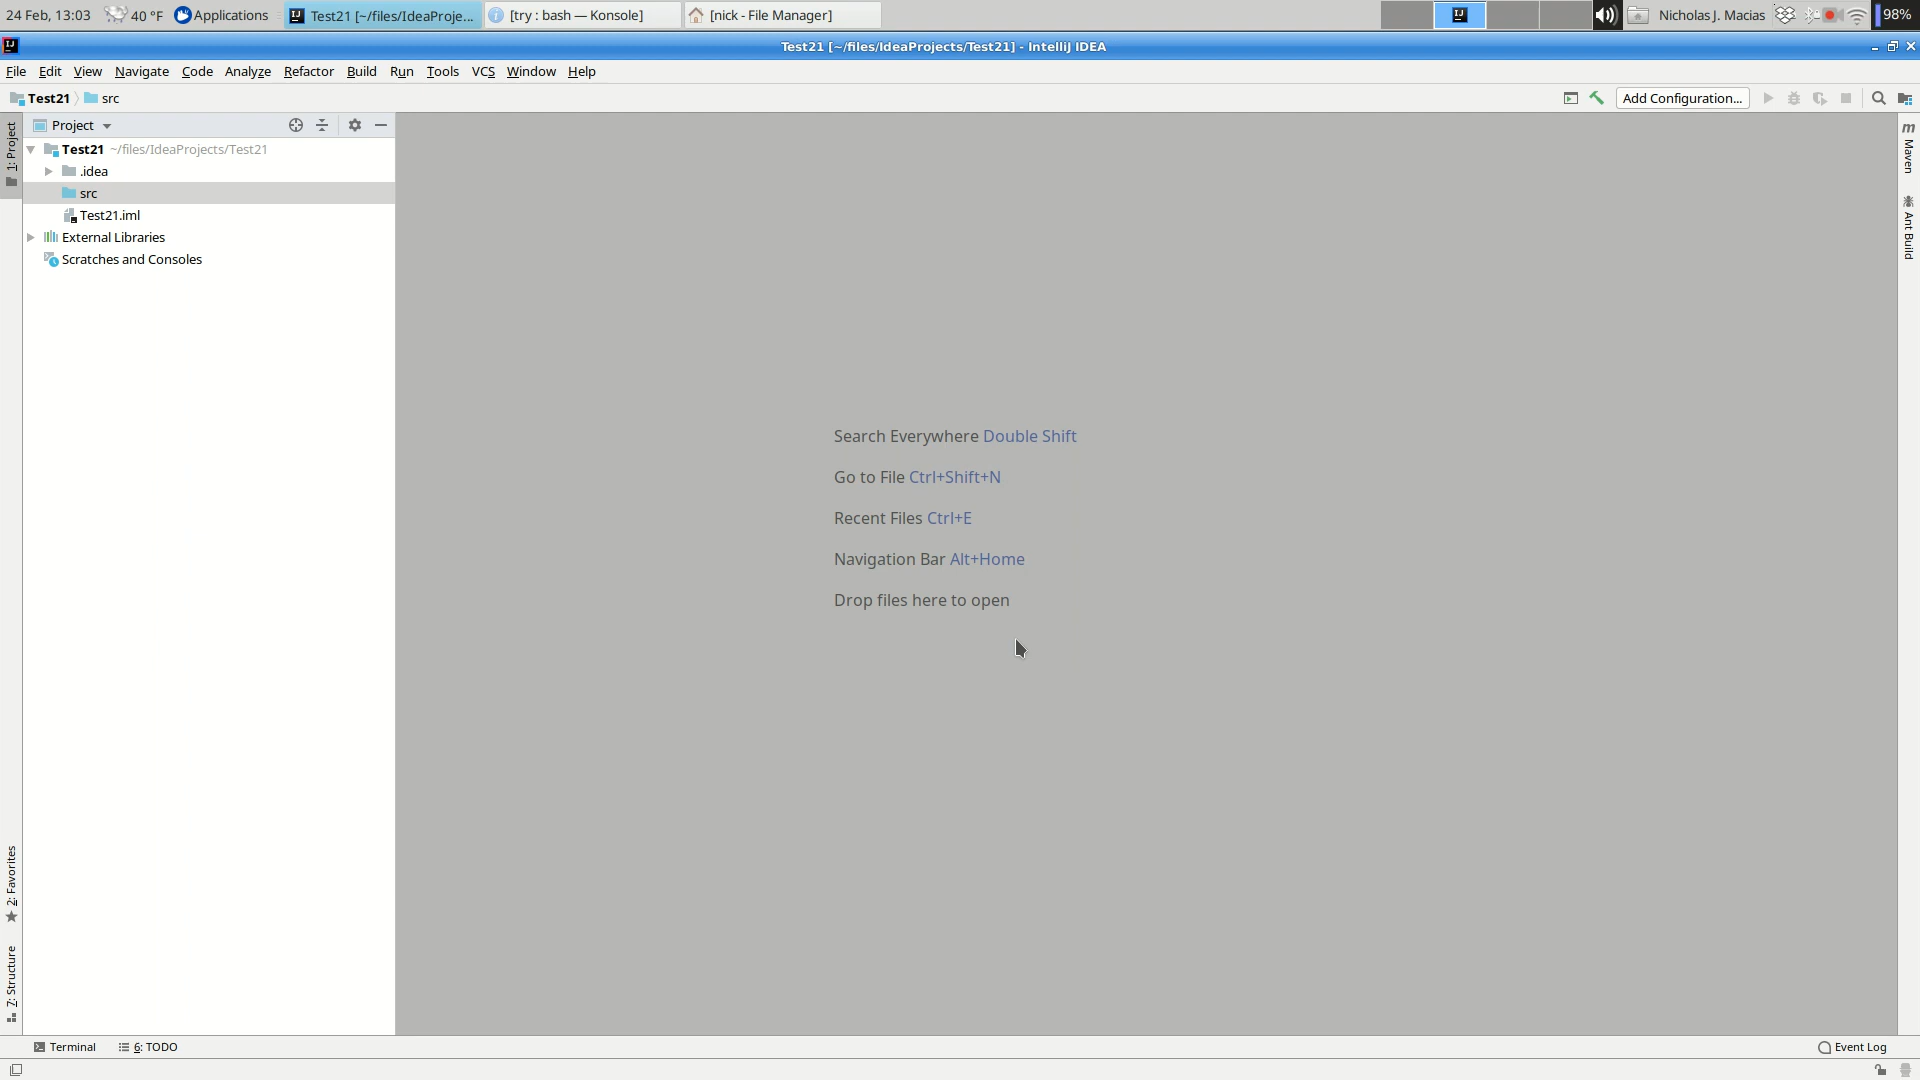 24 Feb, 13:03 40 °F Applications Test21 [~/files/IdeaProje... [try : bash — Konsole] [nick - File Manager] Nicholas J. Macias 98%
Test21 [~/files/IdeaProjects/Test21] - IntelliJ IDEA
File Edit View Navigate Code Analyze Refactor Build Run Tools VCS Window Help
Test21 src Add Configuration...
Project
Test21 ~/files/IdeaProjects/Test21
.idea
src
Test21.iml
External Libraries
Scratches and Consoles
1: Project
2: Favorites
7: Structure
Search Everywhere Double Shift
Go to File Ctrl+Shift+N
Recent Files Ctrl+E
Navigation Bar Alt+Home
Drop files here to open
m Maven
Ant Build
Terminal 6: TODO Event Log